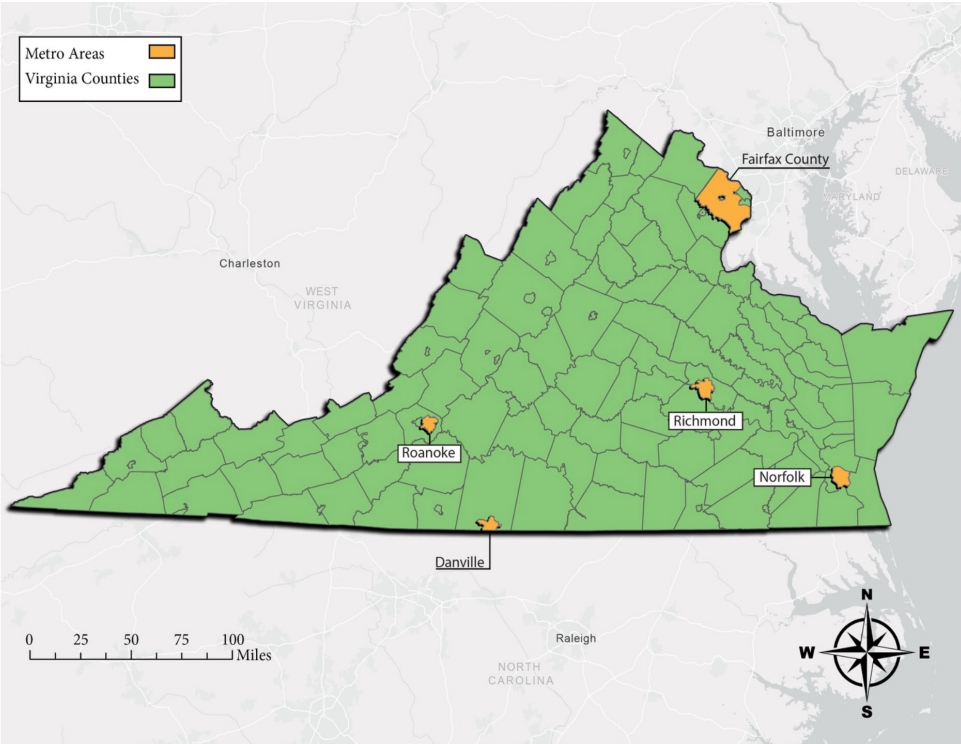 Metro Areas
Virginia Counties
Baltimore
Fairfax County
DELAWARE
MARYLAND
Charleston
WEST
VIRGINIA
Richmond
Roanoke
Norfolk
Danville
N
0 25 50 75 100
Miles
Raleigh
W E
NORTH
CAROLINA
S